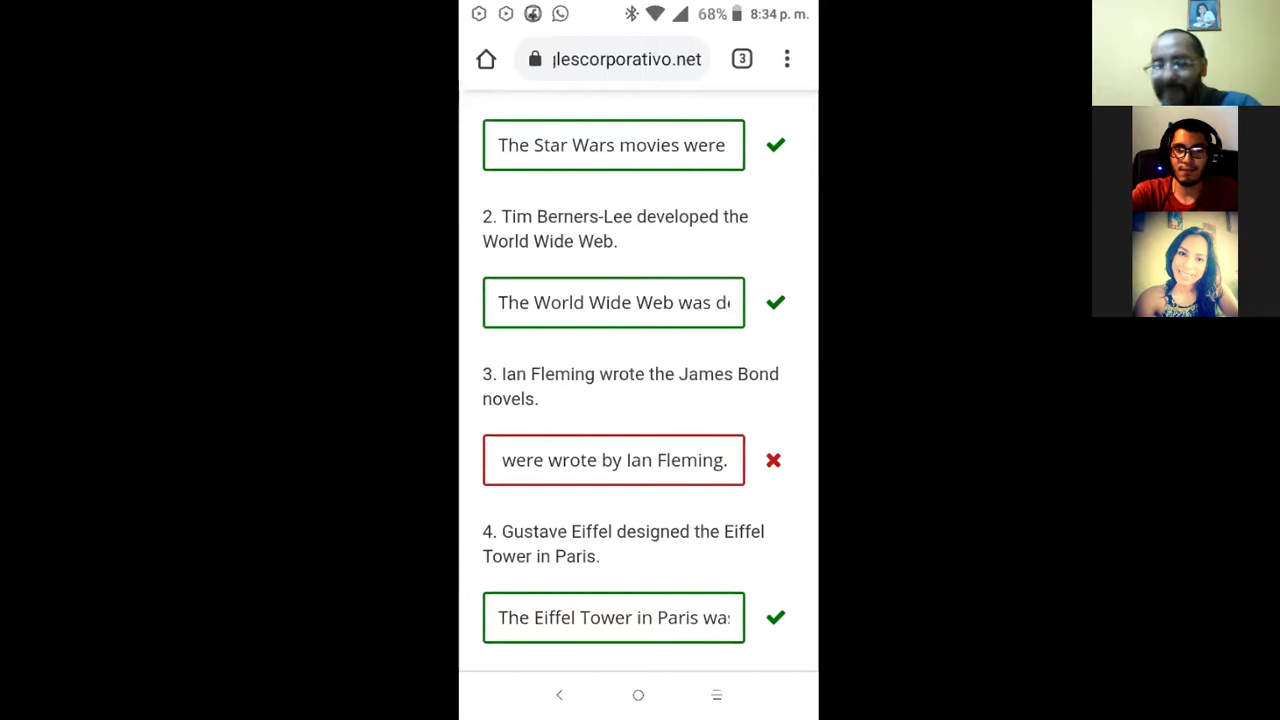 68% 8:34 p. m.
lescorporativo.net 3
The Star Wars movies were
2. Tim Berners-Lee developed the
World Wide Web.
The World Wide Web was
3. Ian Fleming wrote the James Bond
novels.
were wrote by Ian Fleming.
4. Gustave Eiffel designed the Eiffel
Tower in Paris.
The Eiffel Tower in Paris was